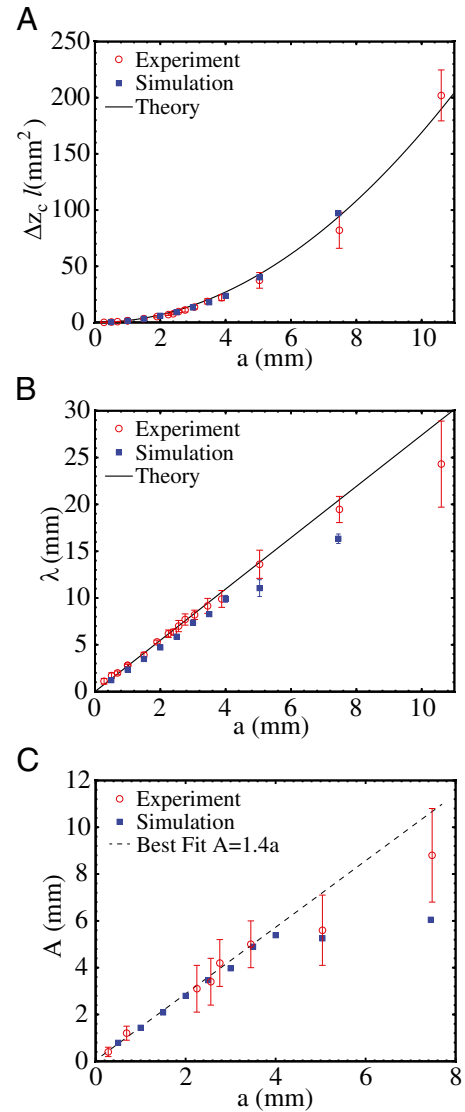 A
250
Experiment
Simulation
200
Theory
150
100
50
0
Δz_c l(mm²)
0 2 4 6 8 10
a (mm)
B
30
Experiment
25
Simulation
Theory
20
15
10
5
0
λ (mm)
0 2 4 6 8 10
a (mm)
C
12
Experiment
10
Simulation
Best Fit A=1.4a
8
6
4
2
0
A (mm)
0 2 4 6 8
a (mm)